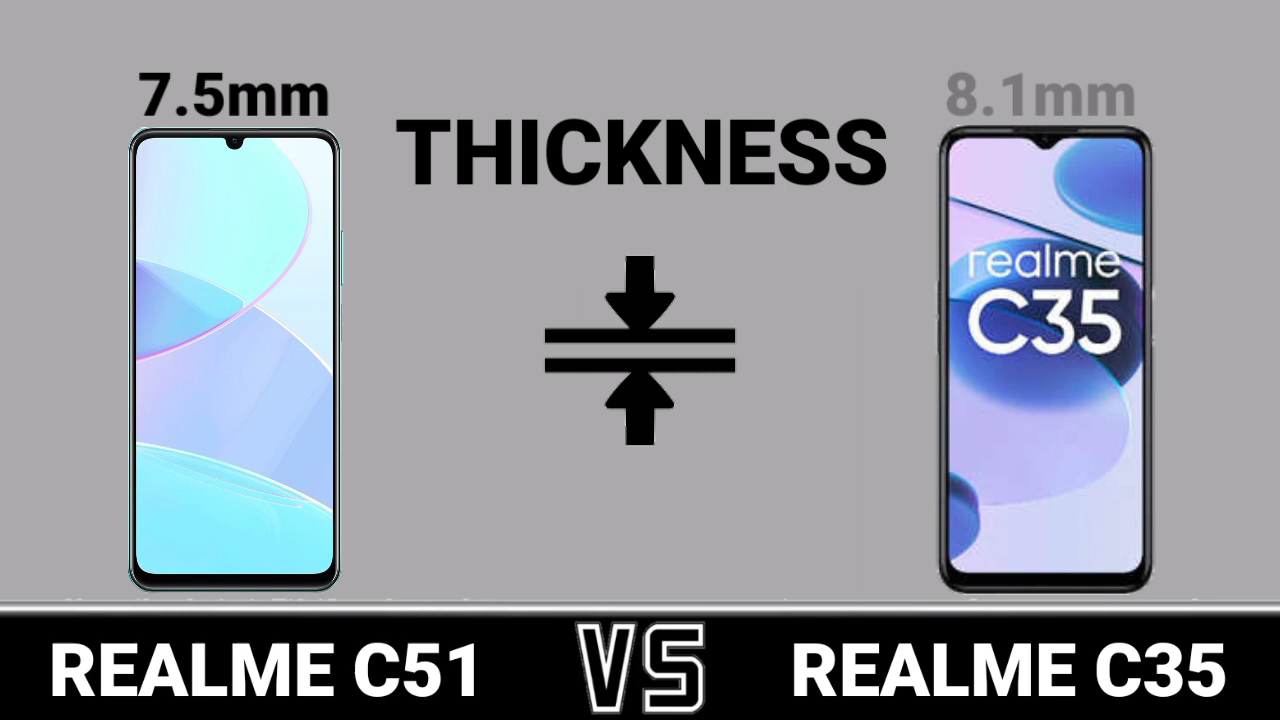 7.5mm
8.1mm
THICKNESS
realme
C35
REALME C51
VS
REALME C35